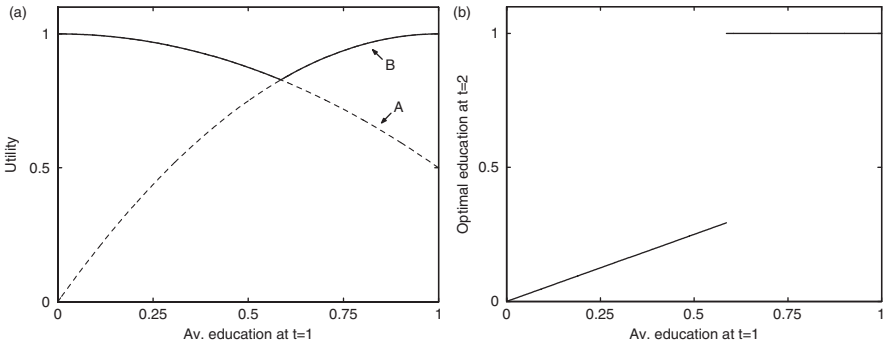 (a)
1
0.5
0
Utility
B
A
0 0.25 0.5 0.75 1
Av. education at t=1
(b)
1
0.5
0
Optimal education at t=2
0 0.25 0.5 0.75 1
Av. education at t=1